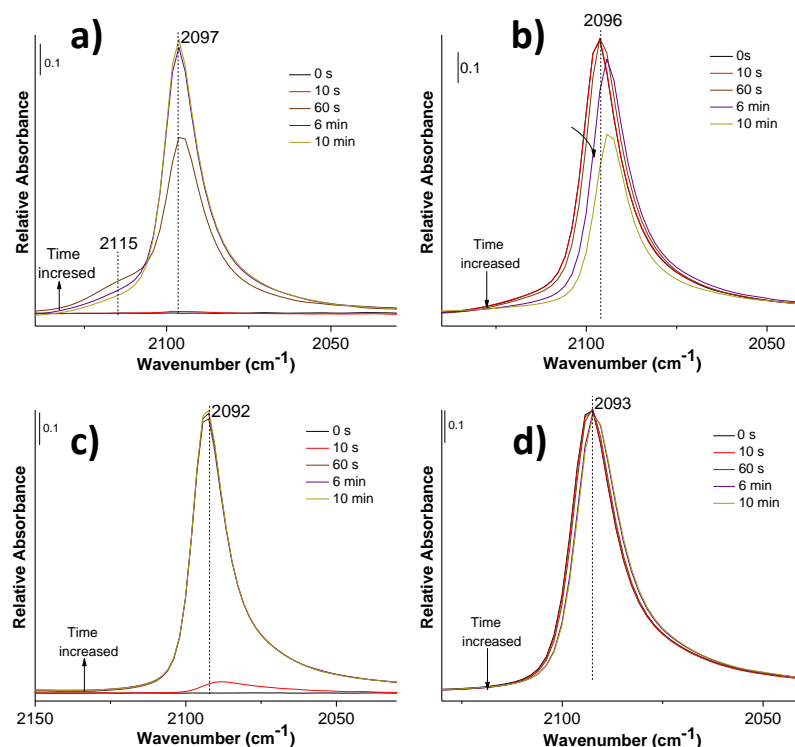 a)
2097
0.1
0 s
10 s
60 s
6 min
10 min
2115
Time
incresed
Relative Absorbance
2100
2050
Wavenumber (cm⁻¹)
b)
2096
0.1
0s
10 s
60 s
6 min
10 min
Time
increased
Relative Absorbance
2100
2050
Wavenumber (cm⁻¹)
c)
2092
0.1
0 s
10 s
60 s
6 min
10 min
Time
increased
Relative Absorbance
2150
2100
2050
Wavenumber (cm⁻¹)
d)
2093
0.1
0 s
10 s
60 s
6 min
10 min
Time
increased
Relative Absorbance
2100
2050
Wavenumber (cm⁻¹)